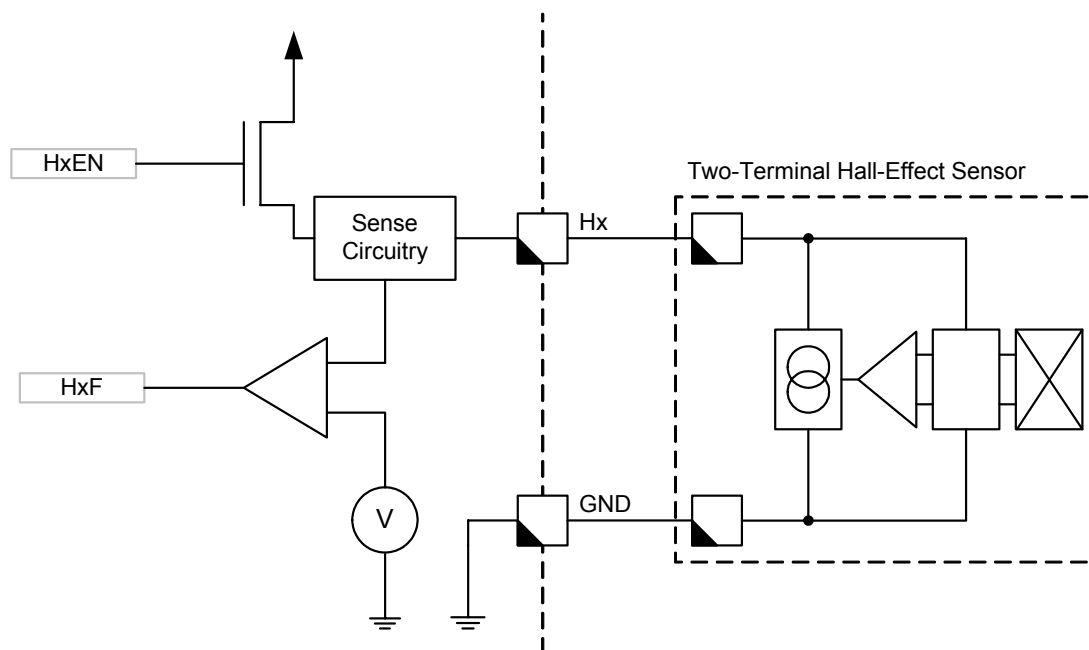 HxEN
Two-Terminal Hall-Effect Sensor
Sense
Circuitry
Hx
HxF
GND
V